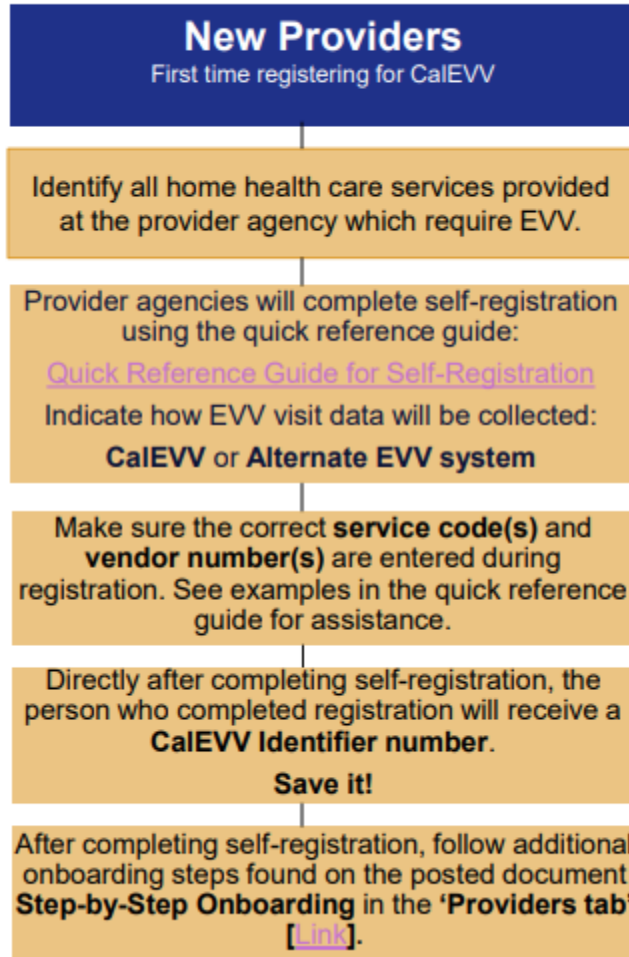 New Providers
First time registering for CalEVV
Identify all home health care services provided
at the provider agency which require EVV.
Provider agencies will complete self-registration
using the quick reference guide:
Quick Reference Guide for Self-Registration
Indicate how EVV visit data will be collected:
CalEVV or Alternate EVV system
Make sure the correct service code(s) and
vendor number(s) are entered during
registration. See examples in the quick reference
guide for assistance.
Directly after completing self-registration, the
person who completed registration will receive a
CalEVV Identifier number.
Save it!
After completing self-registration, follow additional
onboarding steps found on the posted document
Step-by-Step Onboarding in the ‘Providers tab’
[Link].